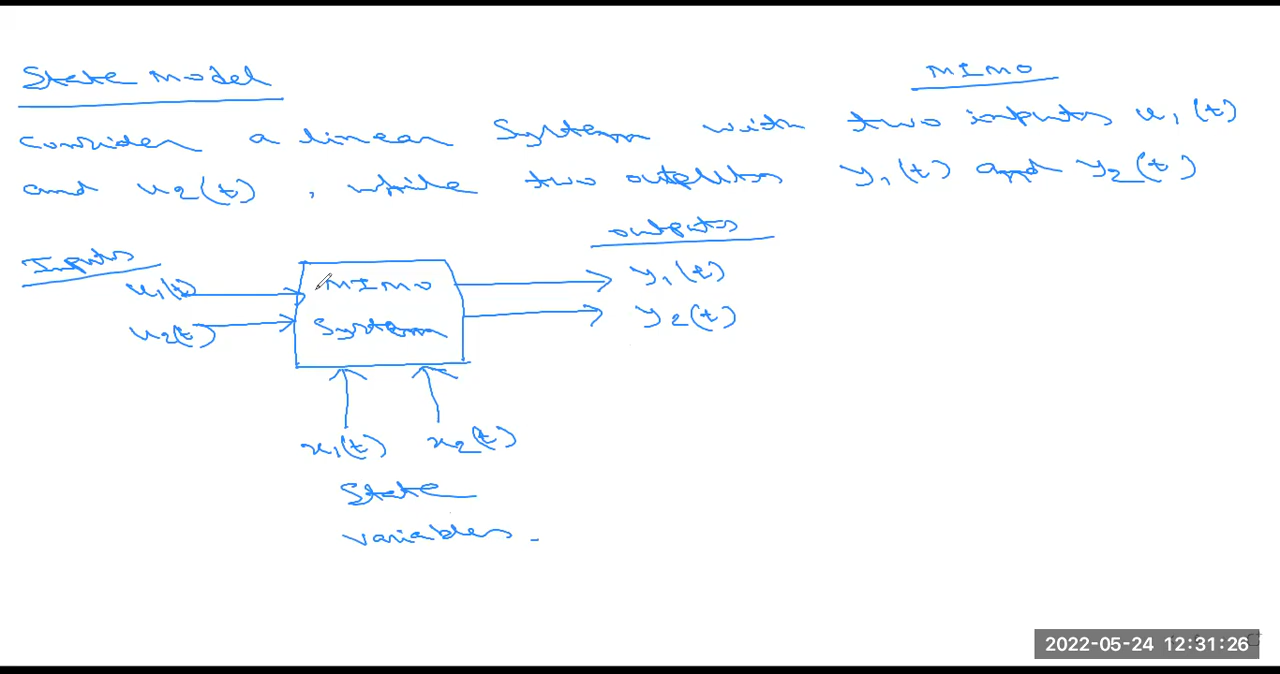 State model
MIMO
consider a linear system with two inputs u1(t)
and u2(t), while two outputs y1(t) and y2(t)
outputs
Inputs
u1(t)
MIMO
y1(t)
u2(t)
System
y2(t)
x1(t) x2(t)
State
variables.
2022-05-24 12:31:26